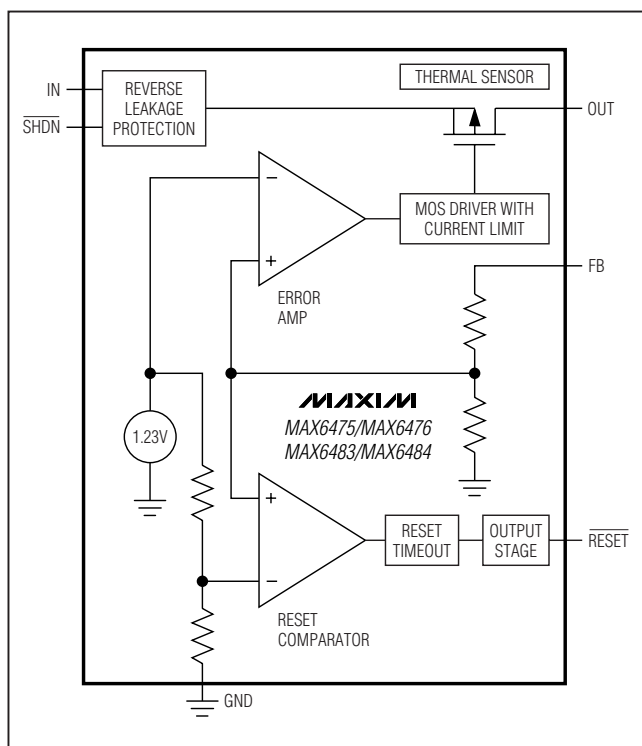 THERMAL SENSOR
IN
SHDN
REVERSE
LEAKAGE
PROTECTION
OUT
−
+
ERROR
AMP
MOS DRIVER WITH
CURRENT LIMIT
FB
MAXIM
MAX6475/MAX6476
MAX6483/MAX6484
1.23V
+
−
RESET
COMPARATOR
RESET
TIMEOUT
OUTPUT
STAGE
RESET
GND